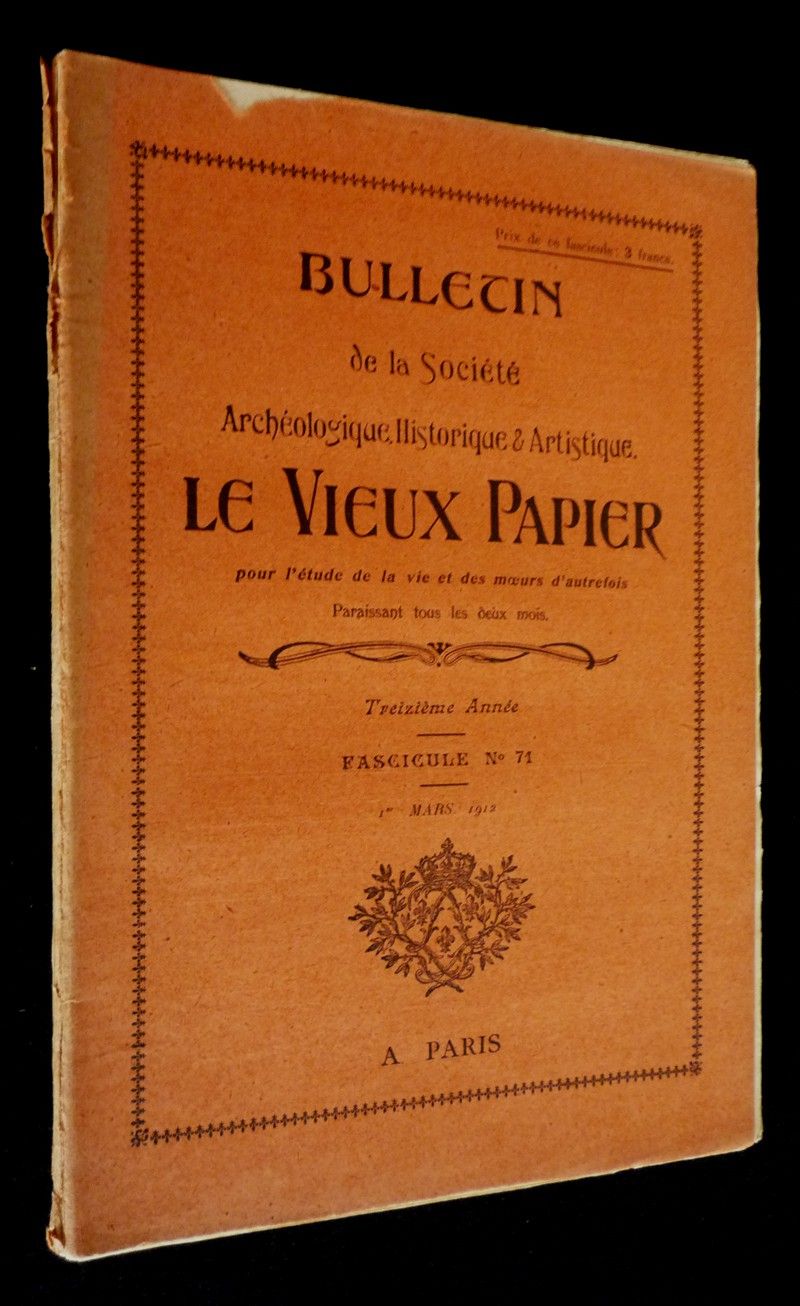 Prix de ce fascicule: 3 francs.
BULLETIN
de la Société
Archéologique, Historique & Artistique.
LE VIEUX PAPIER
pour l'étude de la vie et des mœurs d'autrefois
Paraissant tous les deux mois.
Treizième Année
FASCICULE No 71
1er MARS 1912
A PARIS